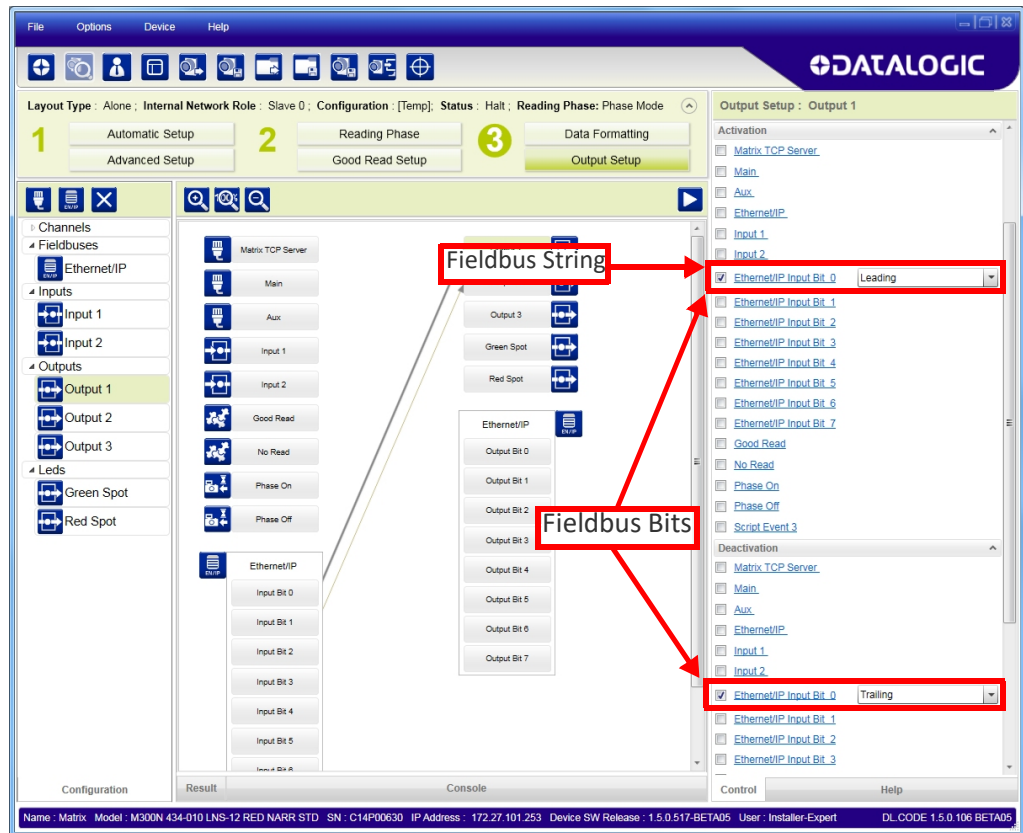 File Options Device Help
DATALOGIC
Layout Type : Alone ; Internal Network Role : Slave 0 ; Configuration : [Temp]; Status : Halt ; Reading Phase: Phase Mode
1 Automatic Setup
Advanced Setup
2 Reading Phase
Good Read Setup
3 Data Formatting
Output Setup
Channels
Fieldbuses
EN/IP Ethernet/IP
Inputs
Input 1
Input 2
Outputs
Output 1
Output 2
Output 3
Leds
Green Spot
Red Spot
Configuration
100%
Matrix TCP Server
Main
Aux
Input 1
Input 2
Good Read
No Read
Phase On
Phase Off
EN/IP Ethernet/IP
Input Bit 0
Input Bit 1
Input Bit 2
Input Bit 3
Input Bit 4
Input Bit 5
Input Bit 6
Fieldbus String
Output 3
Green Spot
Red Spot
Ethernet/IP EN/IP
Output Bit 0
Output Bit 1
Output Bit 2
Output Bit 3
Output Bit 4
Output Bit 5
Output Bit 6
Output Bit 7
Fieldbus Bits
Result Console
Output Setup : Output 1
Activation
Matrix TCP Server
Main
Aux
Ethernet/IP
Input 1
Input 2
Ethernet/IP Input Bit 0 Leading
Ethernet/IP Input Bit 1
Ethernet/IP Input Bit 2
Ethernet/IP Input Bit 3
Ethernet/IP Input Bit 4
Ethernet/IP Input Bit 5
Ethernet/IP Input Bit 6
Ethernet/IP Input Bit 7
Good Read
No Read
Phase On
Phase Off
Script Event 3
Deactivation
Matrix TCP Server
Main
Aux
Ethernet/IP
Input 1
Input 2
Ethernet/IP Input Bit 0 Trailing
Ethernet/IP Input Bit 1
Ethernet/IP Input Bit 2
Ethernet/IP Input Bit 3
Control Help
Name : Matrix Model : M300N 434-010 LNS-12 RED NARR STD SN : C14P00630 IP Address : 172.27.101.253 Device SW Release : 1.5.0.517-BETA05 User : Installer-Expert DL.CODE 1.5.0.106 BETA05